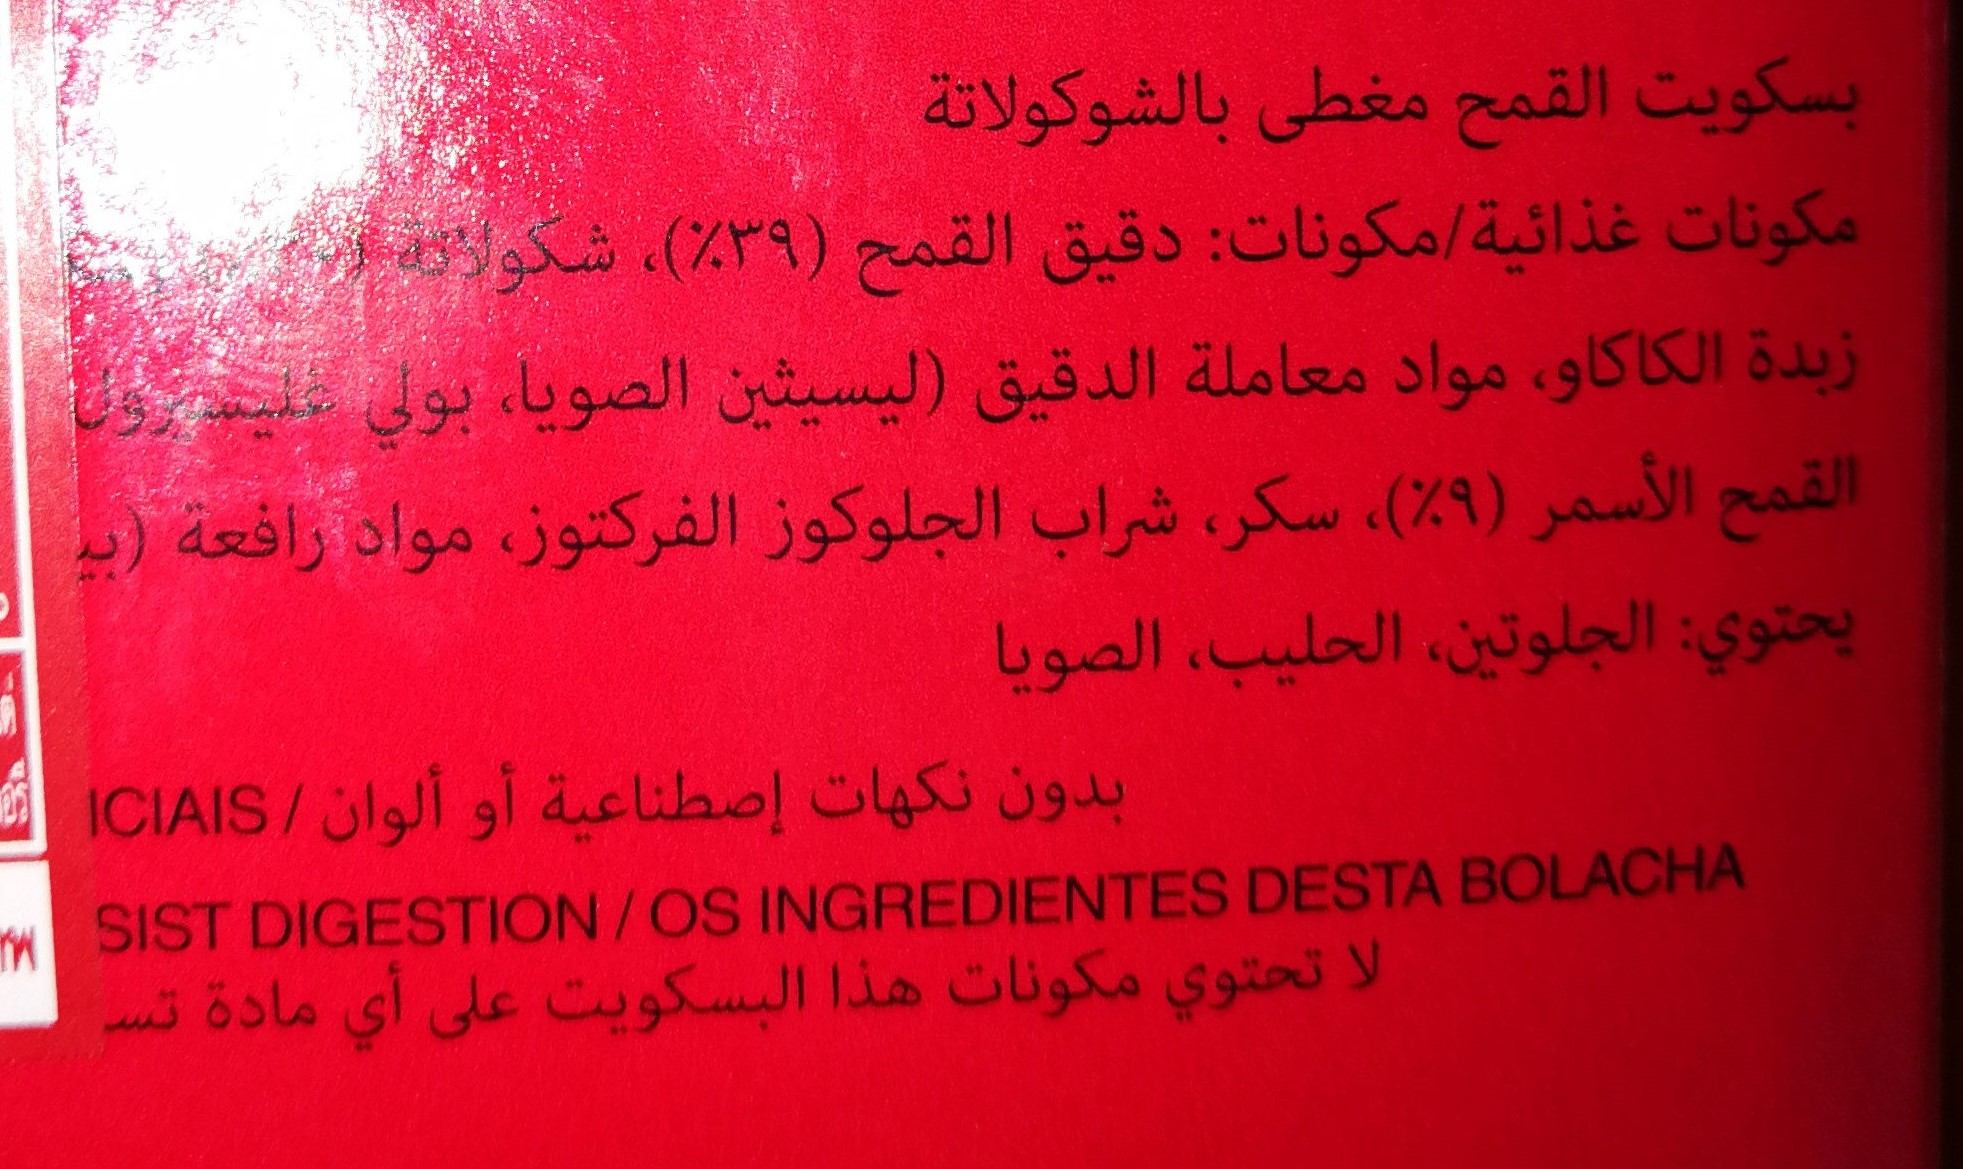 بسكويت القمح مغطى بالشوكولاتة
مكونات غذائية/مكونات: دقيق القمح (٣٩٪)، شكولاتة
زبدة الكاكاو، مواد معاملة الدقيق (ليسيثين الصويا، بولي غليسيرول
القمح الأسمر (٩٪)، سكر، شراب الجلوكوز الفركتوز، مواد رافعة (بي
يحتوي: الجلوتين، الحليب، الصويا
ICIAIS / بدون نكهات إصطناعية أو ألوان
SIST DIGESTION / OS INGREDIENTES DESTA BOLACHA
لا تحتوي مكونات هذا البسكويت على أي مادة تس